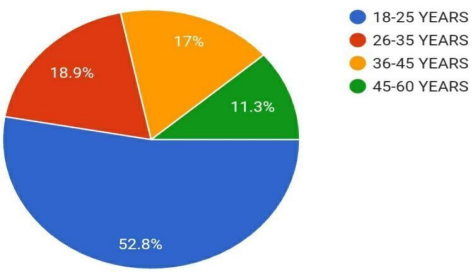 17%
18.9%
11.3%
52.8%
18-25 YEARS
26-35 YEARS
36-45 YEARS
45-60 YEARS